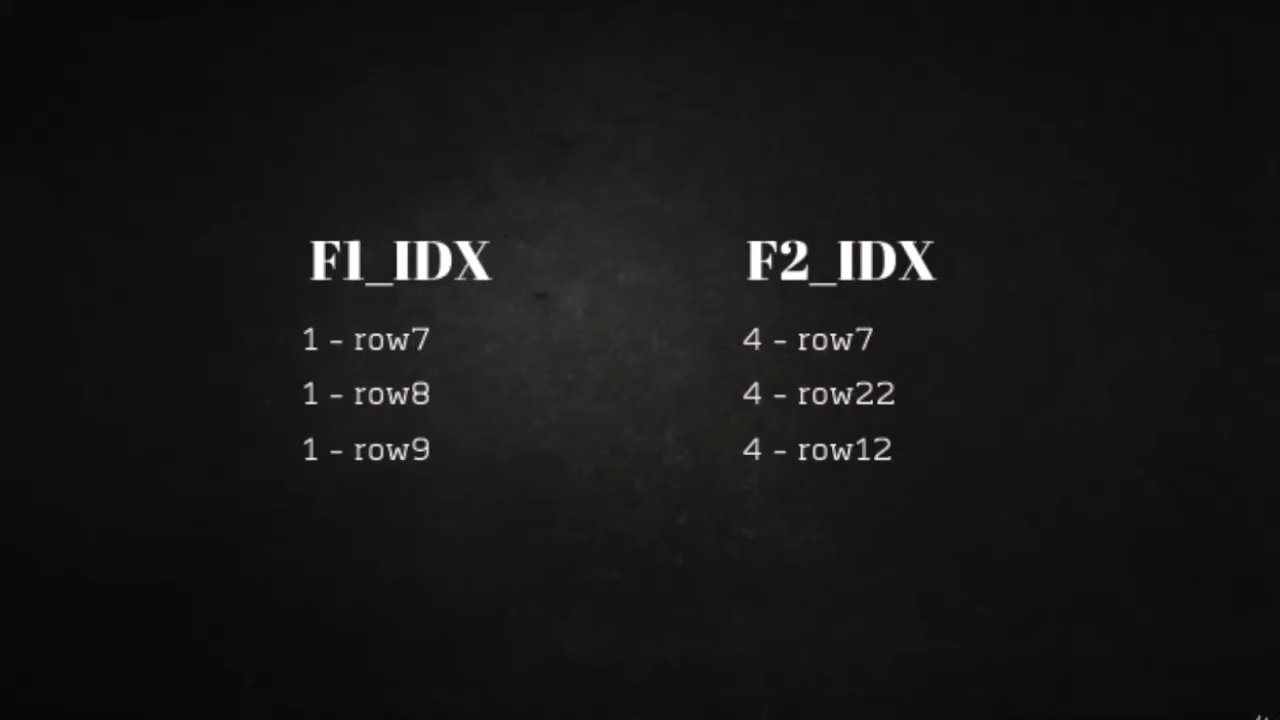 F1_IDX
1 - row7
1 - row8
1 - row9
F2_IDX
4 - row7
4 - row22
4 - row12